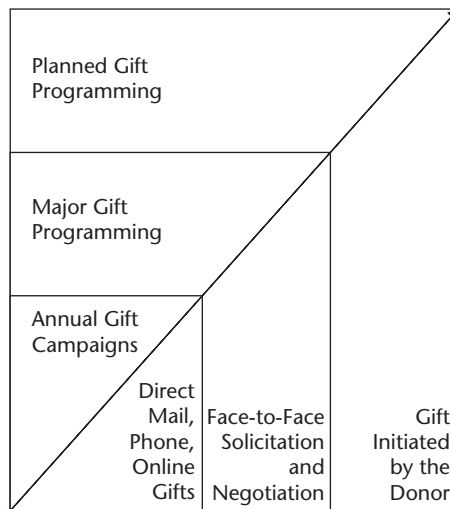 Planned Gift
Programming
Major Gift
Programming
Annual Gift
Campaigns
Direct
Mail,
Phone,
Online
Gifts
Face-to-Face
Solicitation
and
Negotiation
Gift
Initiated
by the
Donor